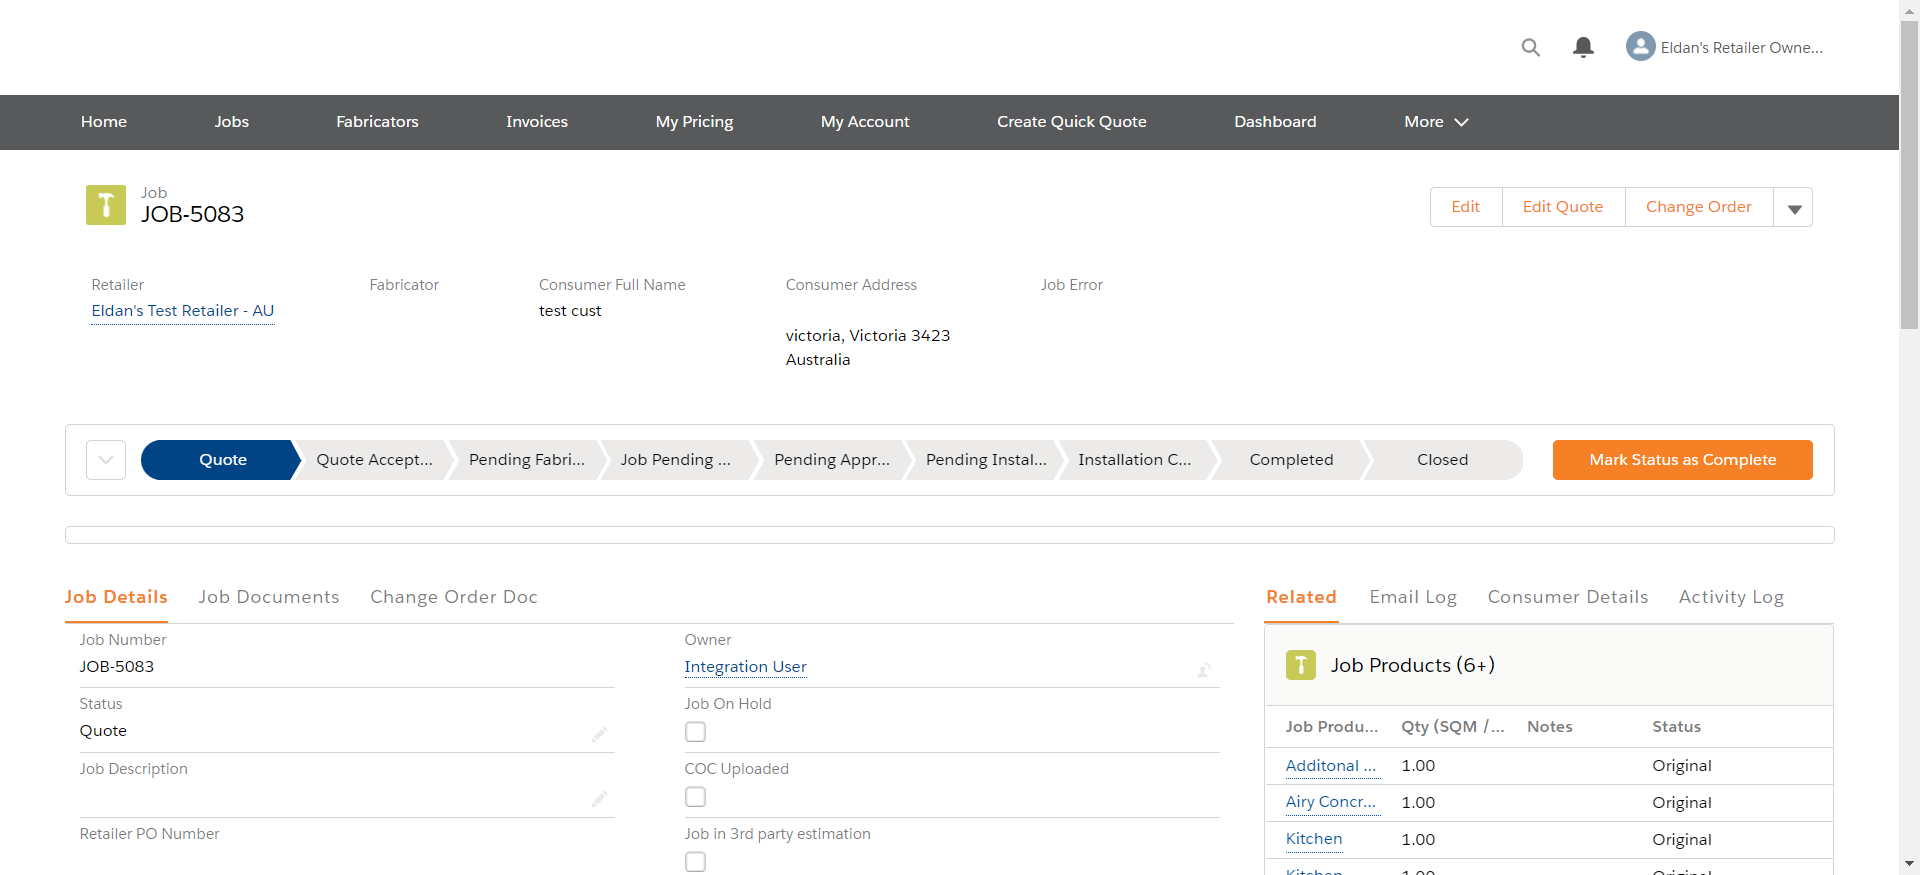 Eldan's Retailer Owne...
Home Jobs Fabricators Invoices My Pricing My Account Create Quick Quote Dashboard More
Job
JOB-5083
Edit Edit Quote Change Order
Retailer Fabricator Consumer Full Name Consumer Address Job Error
Eldan's Test Retailer - AU test cust
victoria, Victoria 3423
Australia
Quote Quote Accept... Pending Fabri... Job Pending ... Pending Appr... Pending Instal... Installation C... Completed Closed Mark Status as Complete
Job Details Job Documents Change Order Doc
Job Number Owner
JOB-5083 Integration User
Status Job On Hold
Quote
Job Description COC Uploaded
Retailer PO Number Job in 3rd party estimation
Related Email Log Consumer Details Activity Log
Job Products (6+)
Job Produ... Qty (SQM /... Notes Status
Additonal ... 1.00 Original
Airy Concr... 1.00 Original
Kitchen 1.00 Original
Kitchen 1.00 Original